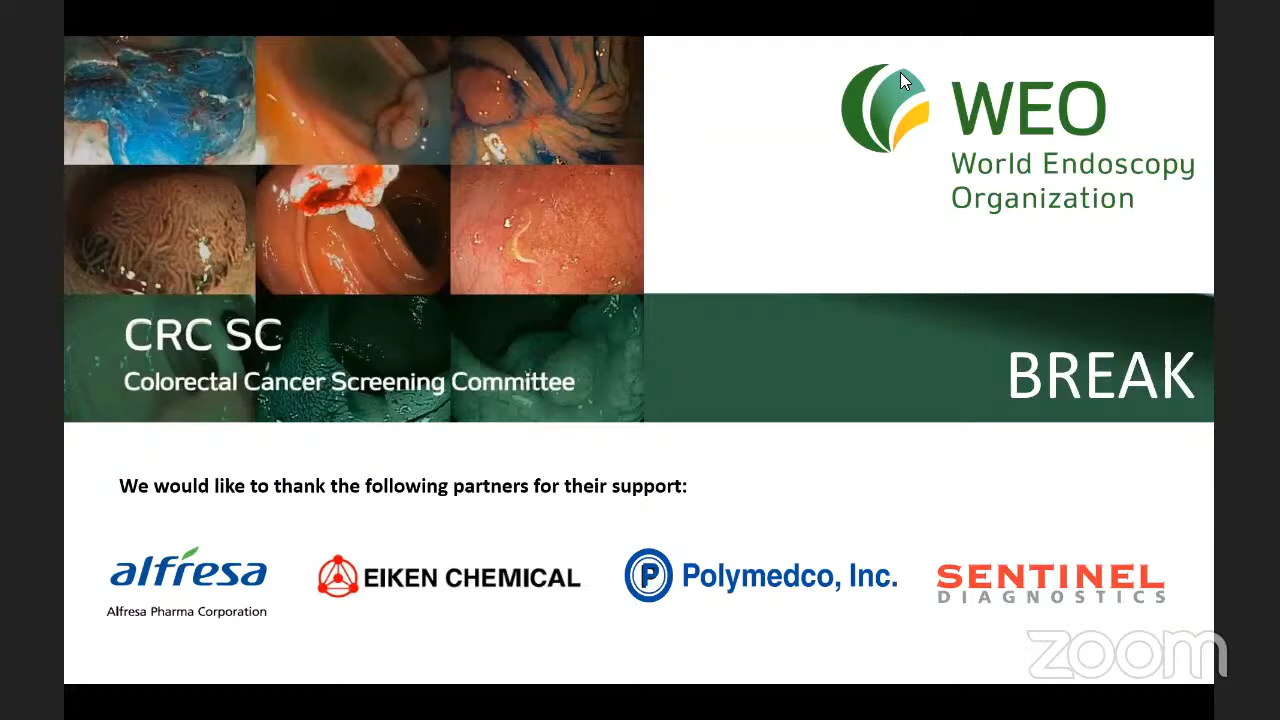 WEO
World Endoscopy
Organization
CRC SC
Colorectal Cancer Screening Committee
BREAK
We would like to thank the following partners for their support:
alfresa
Alfresa Pharma Corporation
EIKEN CHEMICAL
P
Polymedco, Inc.
SENTINEL
DIAGNOSTICS
zoom